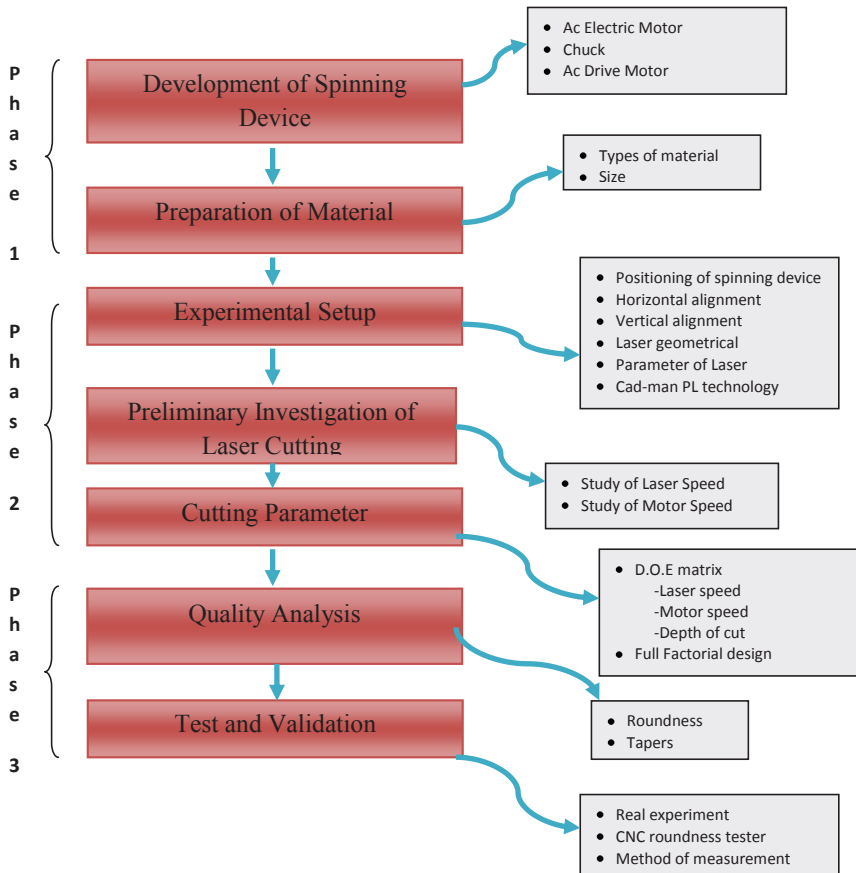 Phase 1
Development of Spinning
Device
• Ac Electric Motor
• Chuck
• Ac Drive Motor
Preparation of Material
• Types of material
• Size
Phase 2
Experimental Setup
• Positioning of spinning device
• Horizontal alignment
• Vertical alignment
• Laser geometrical
• Parameter of Laser
• Cad-man PL technology
Preliminary Investigation of
Laser Cutting
• Study of Laser Speed
• Study of Motor Speed
Cutting Parameter
• D.O.E matrix
-Laser speed
-Motor speed
-Depth of cut
• Full Factorial design
Phase 3
Quality Analysis
• Roundness
• Tapers
Test and Validation
• Real experiment
• CNC roundness tester
• Method of measurement